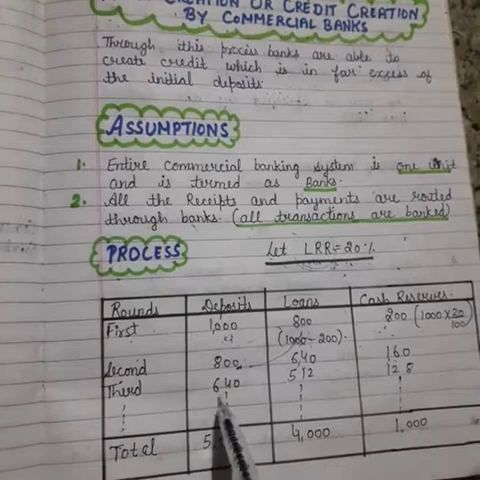 CREATION OR CREDIT CREATION
BY COMMERCIAL BANKS
Through this process banks are able to
create credit which is in far excess of
the initial deposits
ASSUMPTIONS
1. Entire commercial banking system is one unit
and is termed as Banks.
2. All the Receipts and payments are routed
through banks. (all transactions are banked)
PROCESS
Let LRR = 20%
Rounds Deposits Loans Cash Reserves
First 1,000 800 200 (1000 × 20/100)
(1000 - 200)
Second 800 640 160
Third 640 512 128
Total 4,000 1,000